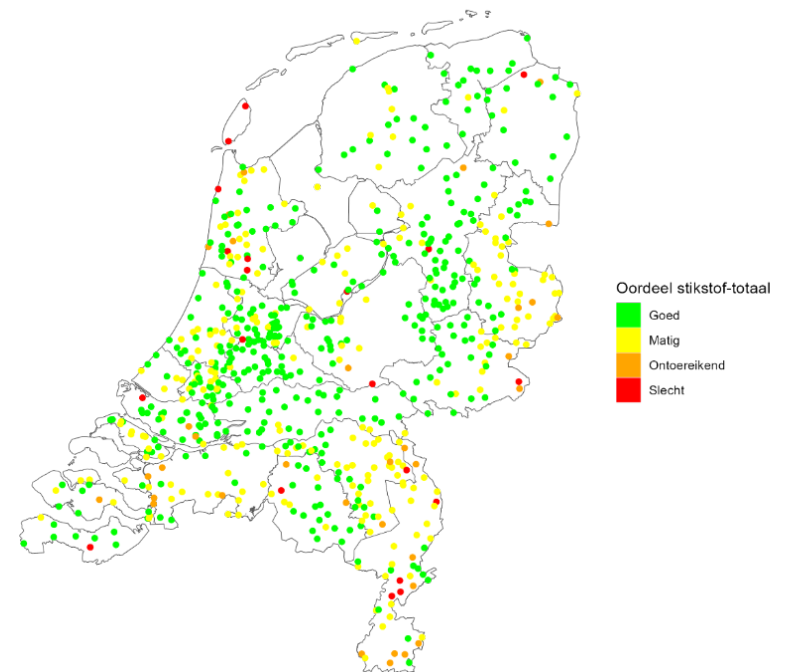 Oordeel stikstof-totaal
Goed
Matig
Ontoereikend
Slecht